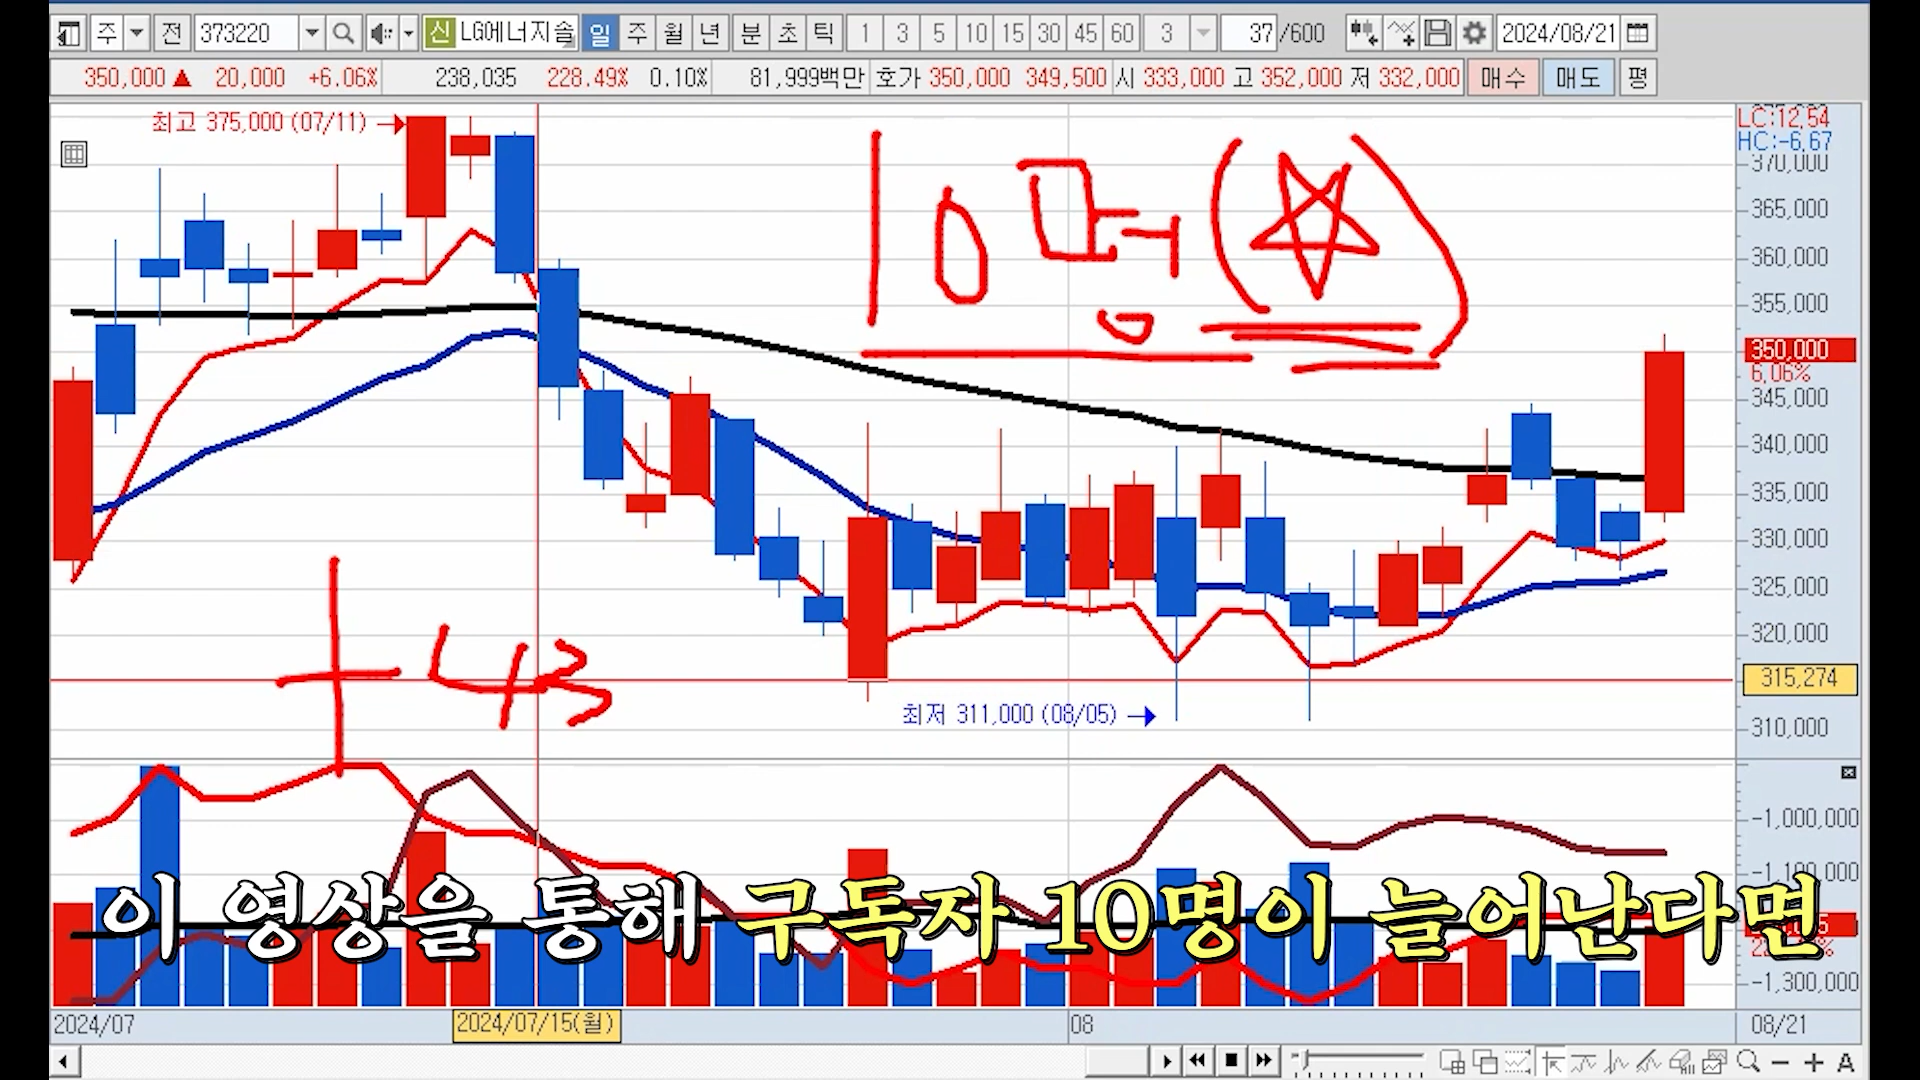 주 전 373220 신 LG에너지솔 일 주 월 년 분 초 틱 1 3 5 10 15 30 45 60 3 37 /600 2024/08/21
350,000 ▲ 20,000 +6.06% 238,035 228.49% 0.10% 81,999백만 호가 350,000 349,500 시 333,000 고 352,000 저 332,000 매수 매도 평
최고 375,000 (07/11)
LC:12.54
HC:-6.67
370,000
365,000
360,000
355,000
350,000
6.06%
345,000
340,000
335,000
330,000
325,000
320,000
315,274
310,000
10명
+43
최저 311,000 (08/05)
-1,000,000
-1,100,000
-1,300,000
이 영상을 통해 구독자 10명이 늘어난다면
2024/07 2024/07/15(월) 08 08/21
A